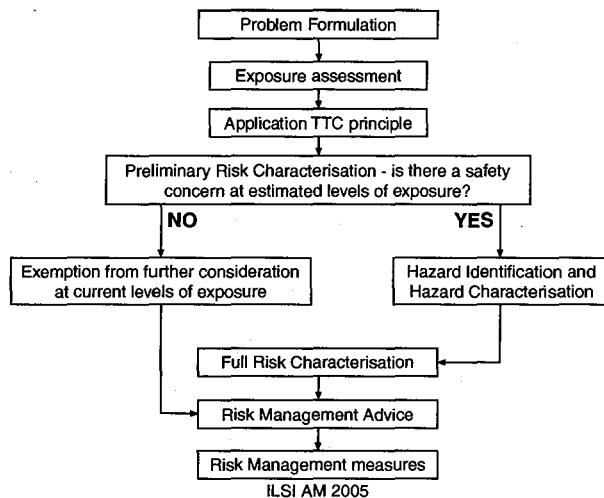 Problem Formulation
Exposure assessment
Application TTC principle
Preliminary Risk Characterisation - is there a safety
concern at estimated levels of exposure?
NO
YES
Exemption from further consideration
at current levels of exposure
Hazard Identification and
Hazard Characterisation
Full Risk Characterisation
Risk Management Advice
Risk Management measures
ILSI AM 2005